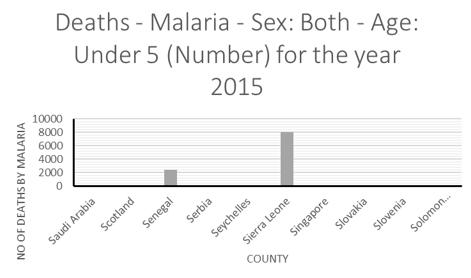 Deaths - Malaria - Sex: Both - Age:
Under 5 (Number) for the year
2015
NO OF DEATHS BY MALARIA
10000
8000
6000
4000
2000
0
Saudi Arabia
Scotland
Senegal
Serbia
Seychelles
Sierra Leone
Singapore
Slovakia
Slovenia
Solomon...
COUNTY